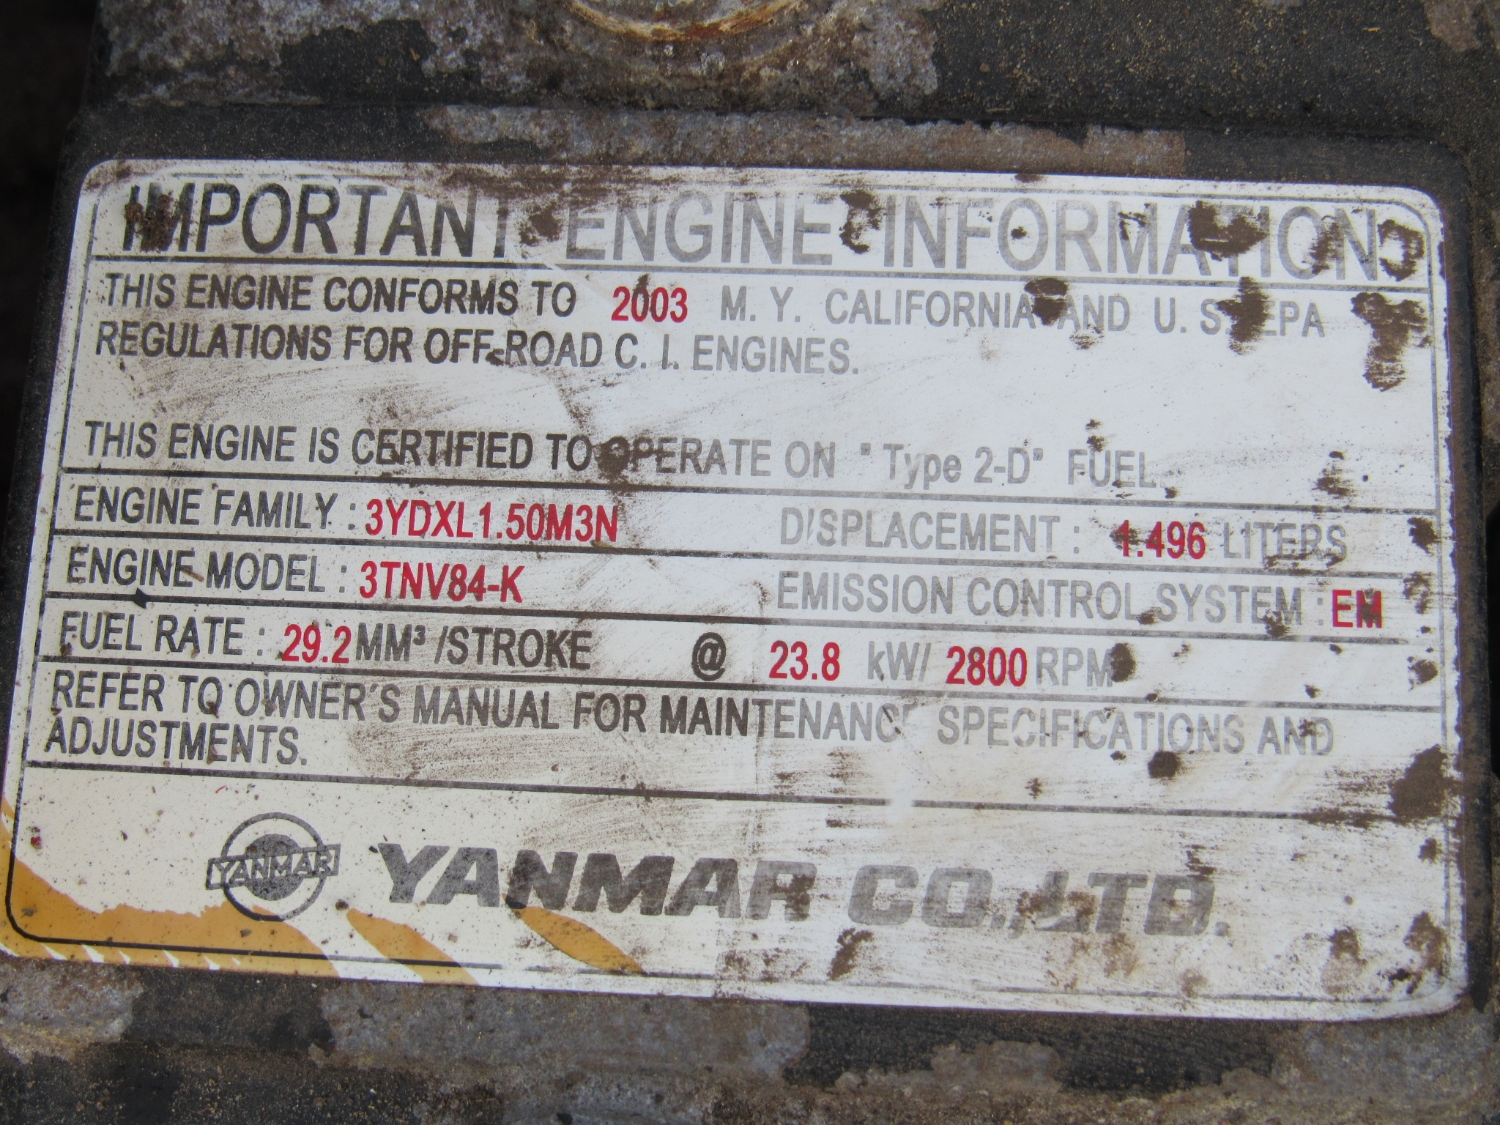 IMPORTANT ENGINE INFORMATION
THIS ENGINE CONFORMS TO 2003 M. Y. CALIFORNIA AND U. S. EPA
REGULATIONS FOR OFF-ROAD C. I. ENGINES.
THIS ENGINE IS CERTIFIED TO OPERATE ON "Type 2-D" FUEL.
ENGINE FAMILY : 3YDXL1.50M3N DISPLACEMENT : 1.496 LITERS
ENGINE MODEL : 3TNV84-K EMISSION CONTROL SYSTEM : EM
FUEL RATE : 29.2 MM³ /STROKE @ 23.8 kW/ 2800 RPM
REFER TO OWNER'S MANUAL FOR MAINTENANCE SPECIFICATIONS AND
ADJUSTMENTS.
YANMAR YANMAR CO.,LTD.